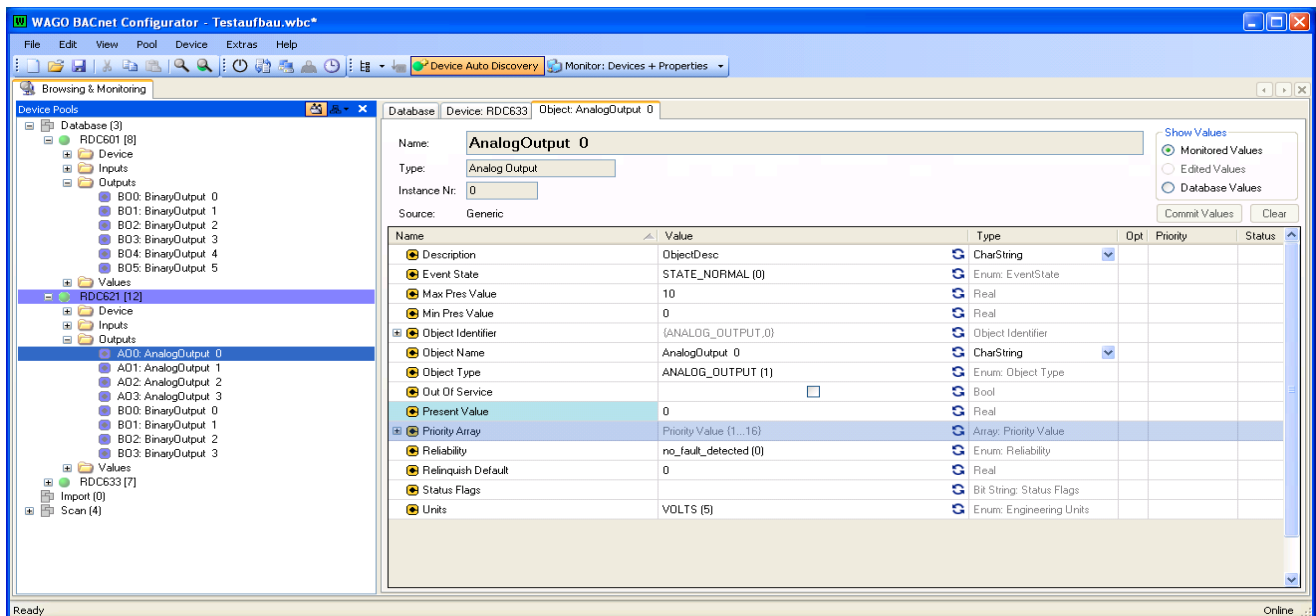 WAGO BACnet Configurator - Testaufbau.wbc*
File Edit View Pool Device Extras Help
Device Auto Discovery Monitor: Devices + Properties
Browsing & Monitoring
Device Pools
Database (3)
RDC601 [8]
Device
Inputs
Outputs
BO0: BinaryOutput 0
BO1: BinaryOutput 1
BO2: BinaryOutput 2
BO3: BinaryOutput 3
BO4: BinaryOutput 4
BO5: BinaryOutput 5
Values
RDC621 [12]
Device
Inputs
Outputs
AO0: AnalogOutput 0
AO1: AnalogOutput 1
AO2: AnalogOutput 2
AO3: AnalogOutput 3
BO0: BinaryOutput 0
BO1: BinaryOutput 1
BO2: BinaryOutput 2
BO3: BinaryOutput 3
Values
RDC633 [7]
Import (0)
Scan (4)
Database Device: RDC633 Object: AnalogOutput 0
Name: AnalogOutput 0
Type: Analog Output
Instance Nr: 0
Source: Generic
Show Values
Monitored Values
Edited Values
Database Values
Commit Values Clear
Name Value Type Opt Priority Status
Description ObjectDesc CharString
Event State STATE_NORMAL (0) Enum: EventState
Max Pres Value 10 Real
Min Pres Value 0 Real
Object Identifier {ANALOG_OUTPUT,0} Object Identifier
Object Name AnalogOutput 0 CharString
Object Type ANALOG_OUTPUT (1) Enum: Object Type
Out Of Service Bool
Present Value 0 Real
Priority Array Priority Value {1...16} Array: Priority Value
Reliability no_fault_detected (0) Enum: Reliability
Relinquish Default 0 Real
Status Flags Bit String: Status Flags
Units VOLTS (5) Enum: Engineering Units
Ready Online